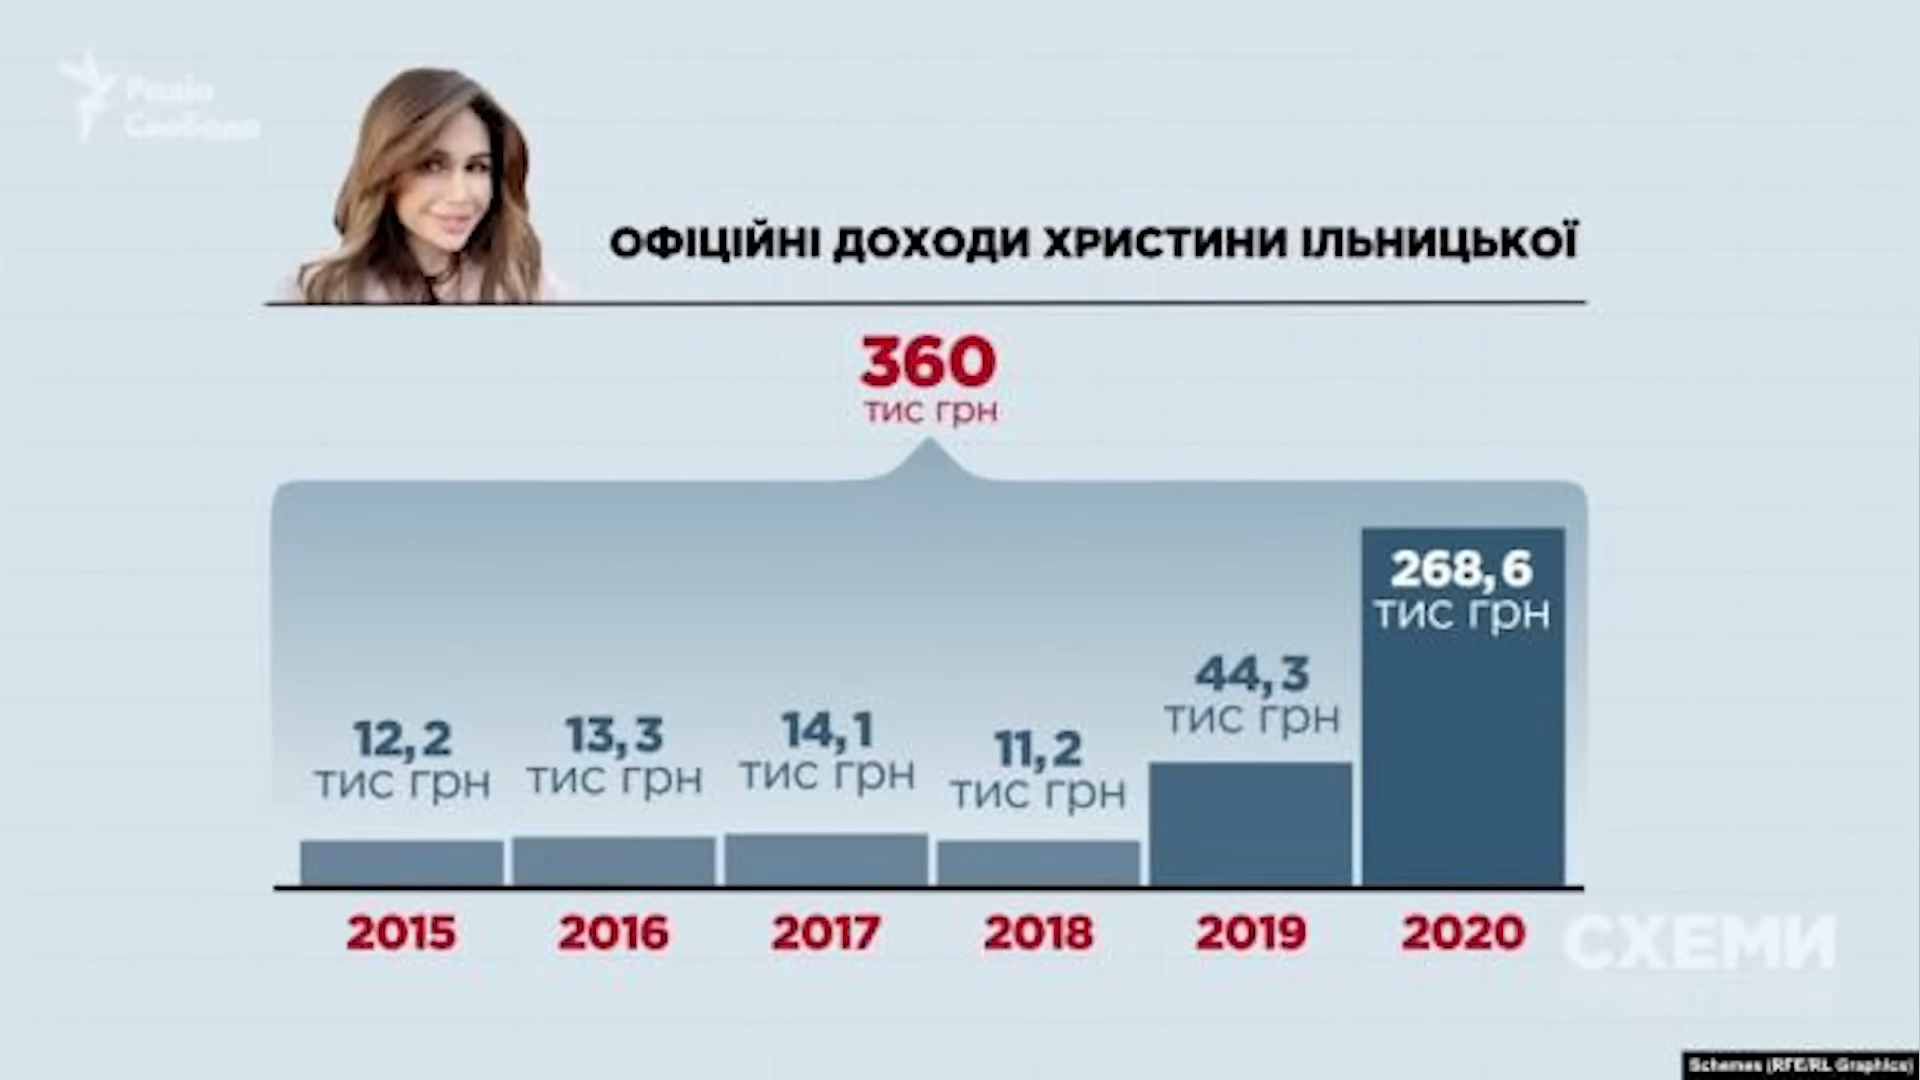 Радіо
Свобода
ОФІЦІЙНІ ДОХОДИ ХРИСТИНИ ІЛЬНИЦЬКОЇ
360
тис грн
12,2
тис грн
13,3
тис грн
14,1
тис грн
11,2
тис грн
44,3
тис грн
268,6
тис грн
2015 2016 2017 2018 2019 2020
СХЕМИ
Schemes (RFE/RL Graphics)